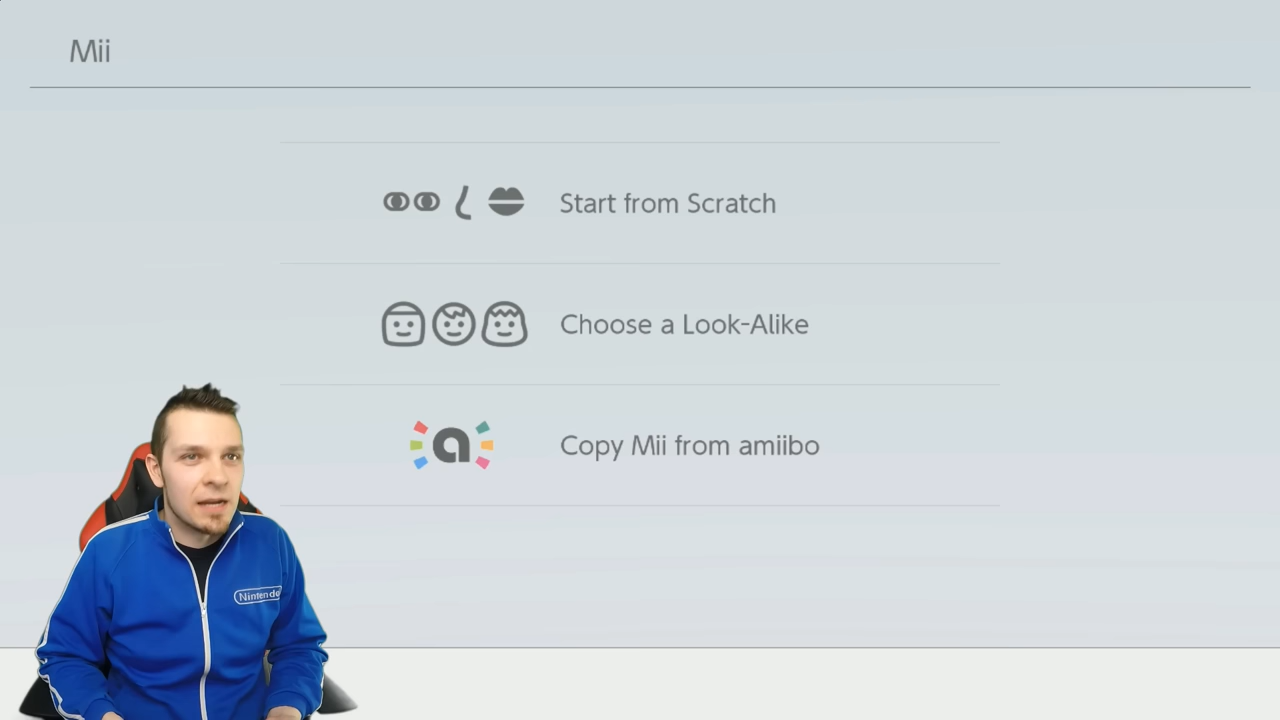 Mii
Start from Scratch
Choose a Look-Alike
Copy Mii from amiibo
Nintendo